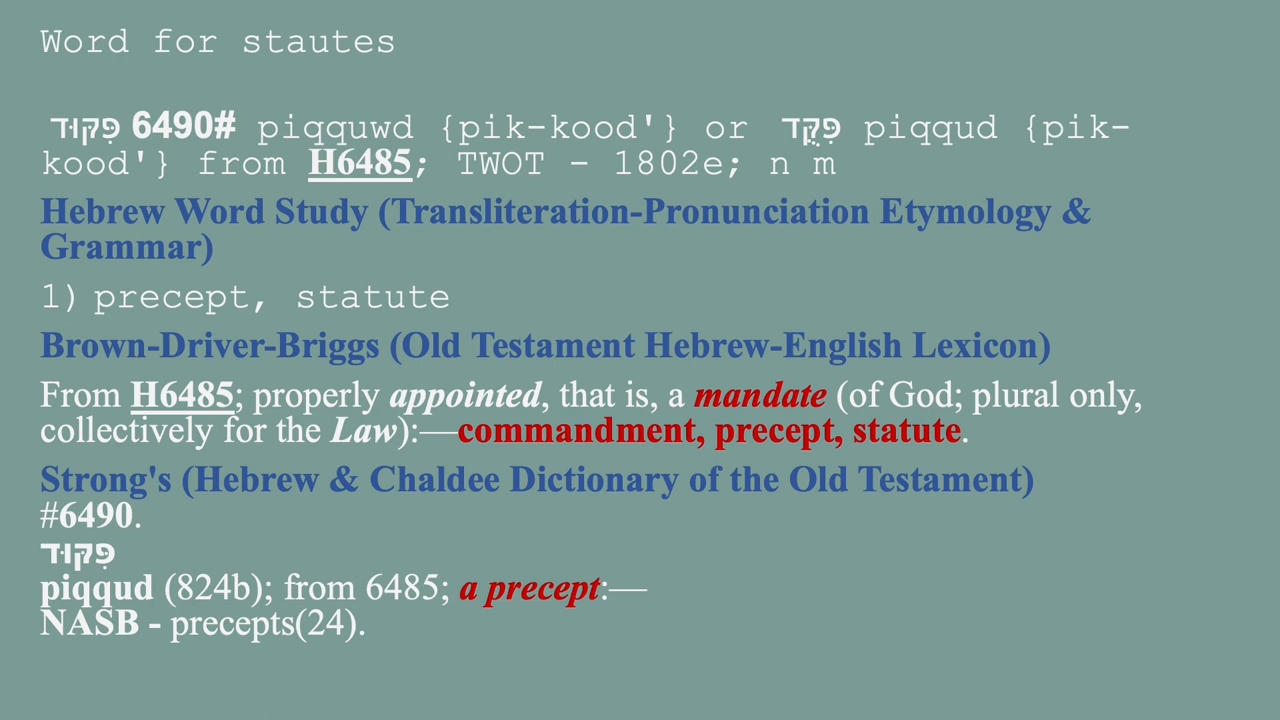 Word for stautes
פִּקּוּד 6490# piqquwd {pik-kood'} or פִּקֻּד piqqud {pik-
kood'} from H6485; TWOT - 1802e; n m
Hebrew Word Study (Transliteration-Pronunciation Etymology &
Grammar)
1) precept, statute
Brown-Driver-Briggs (Old Testament Hebrew-English Lexicon)
From H6485; properly appointed, that is, a mandate (of God; plural only,
collectively for the Law):—commandment, precept, statute.
Strong's (Hebrew & Chaldee Dictionary of the Old Testament)
#6490.
פִּקּוּד
piqqud (824b); from 6485; a precept:—
NASB - precepts(24).